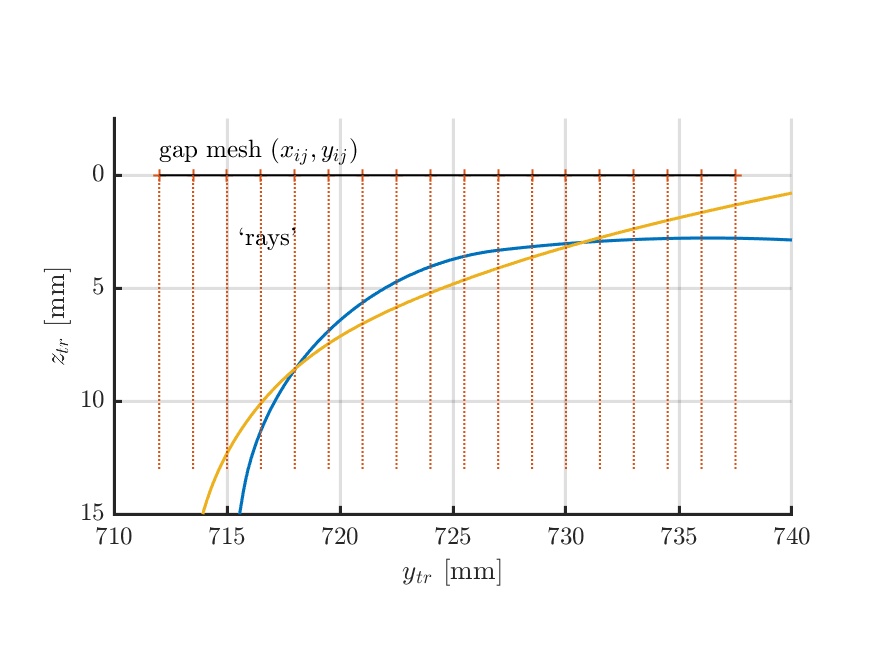 gap mesh (x_{ij}, y_{ij})
0
‘rays’
5
z_{tr} [mm]
10
15
710 715 720 725 730 735 740
y_{tr} [mm]